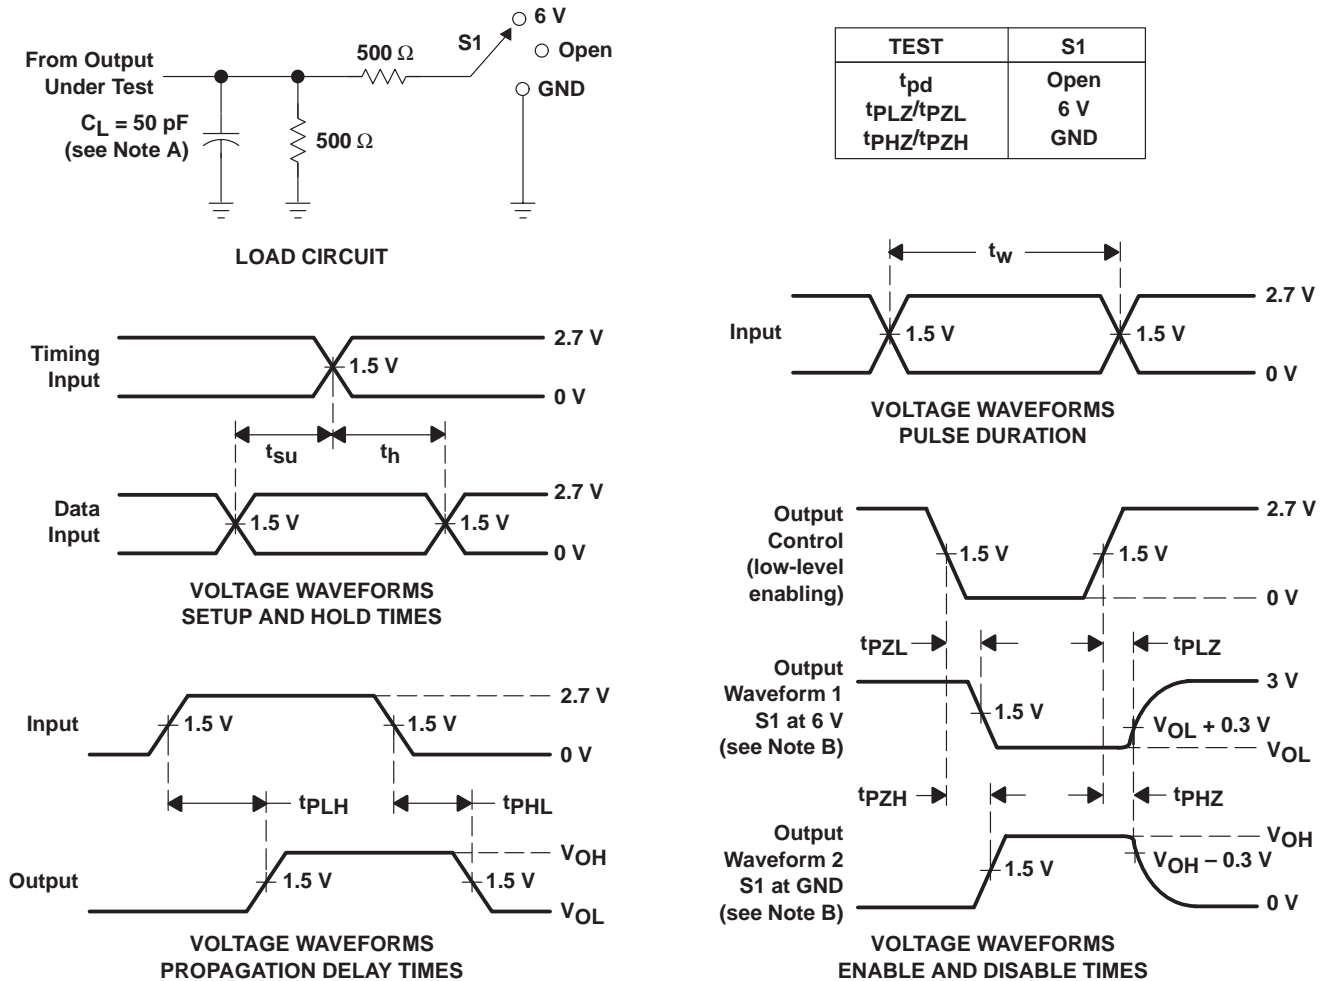 From Output
Under Test
CL = 50 pF
(see Note A)
500 Ω
500 Ω
S1
6 V
Open
GND
LOAD CIRCUIT
TEST S1
tpd Open
tPLZ/tPZL 6 V
tPHZ/tPZH GND
tw
Input
1.5 V
1.5 V
2.7 V
0 V
VOLTAGE WAVEFORMS
PULSE DURATION
Timing
Input
1.5 V
2.7 V
0 V
tsu
th
Data
Input
1.5 V
1.5 V
2.7 V
0 V
VOLTAGE WAVEFORMS
SETUP AND HOLD TIMES
Input
1.5 V
1.5 V
2.7 V
0 V
tPLH
tPHL
Output
1.5 V
1.5 V
VOH
VOL
VOLTAGE WAVEFORMS
PROPAGATION DELAY TIMES
Output
Control
(low-level
enabling)
1.5 V
1.5 V
2.7 V
0 V
tPZL
tPLZ
Output
Waveform 1
S1 at 6 V
(see Note B)
1.5 V
3 V
VOL + 0.3 V
VOL
tPZH
tPHZ
Output
Waveform 2
S1 at GND
(see Note B)
1.5 V
VOH
VOH − 0.3 V
0 V
VOLTAGE WAVEFORMS
ENABLE AND DISABLE TIMES